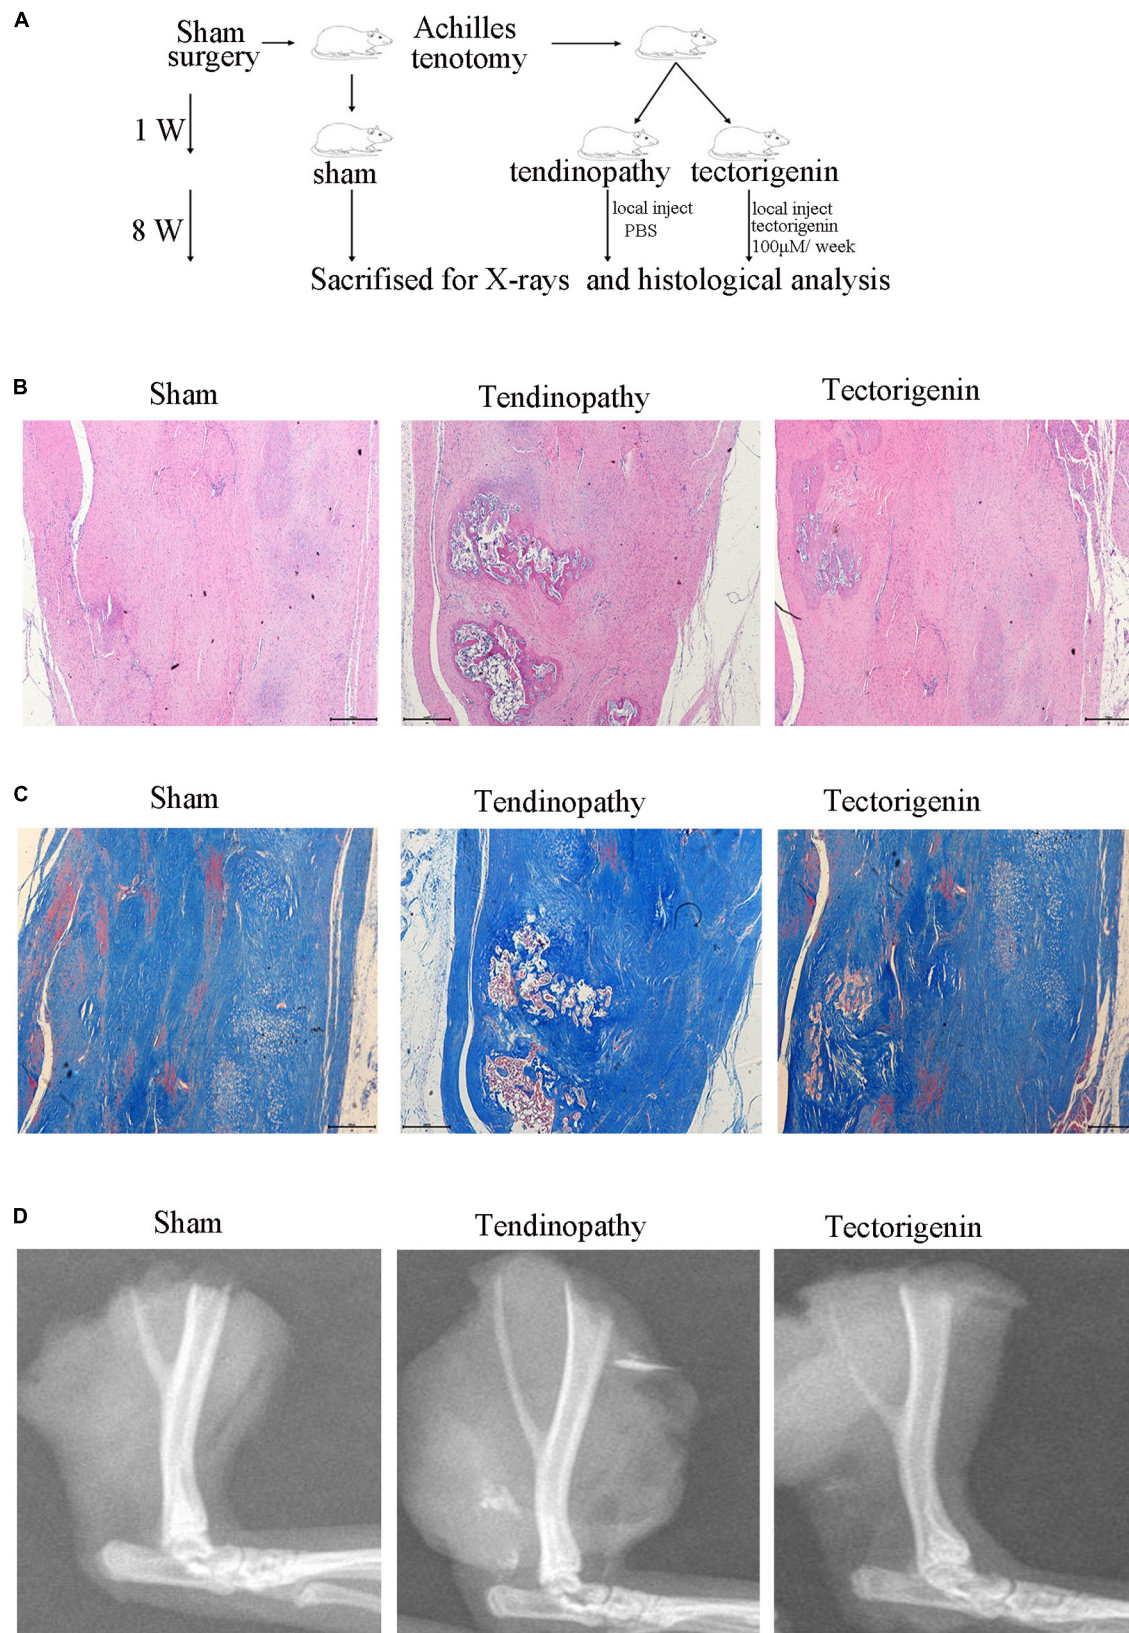 A
Sham surgery
Achilles tenotomy
1 W
sham
tendinopathy
tectorigenin
8 W
local inject PBS
local inject tectorigenin 100μM/ week
Sacrifised for X-rays and histological analysis
B
Sham
Tendinopathy
Tectorigenin
C
Sham
Tendinopathy
Tectorigenin
D
Sham
Tendinopathy
Tectorigenin